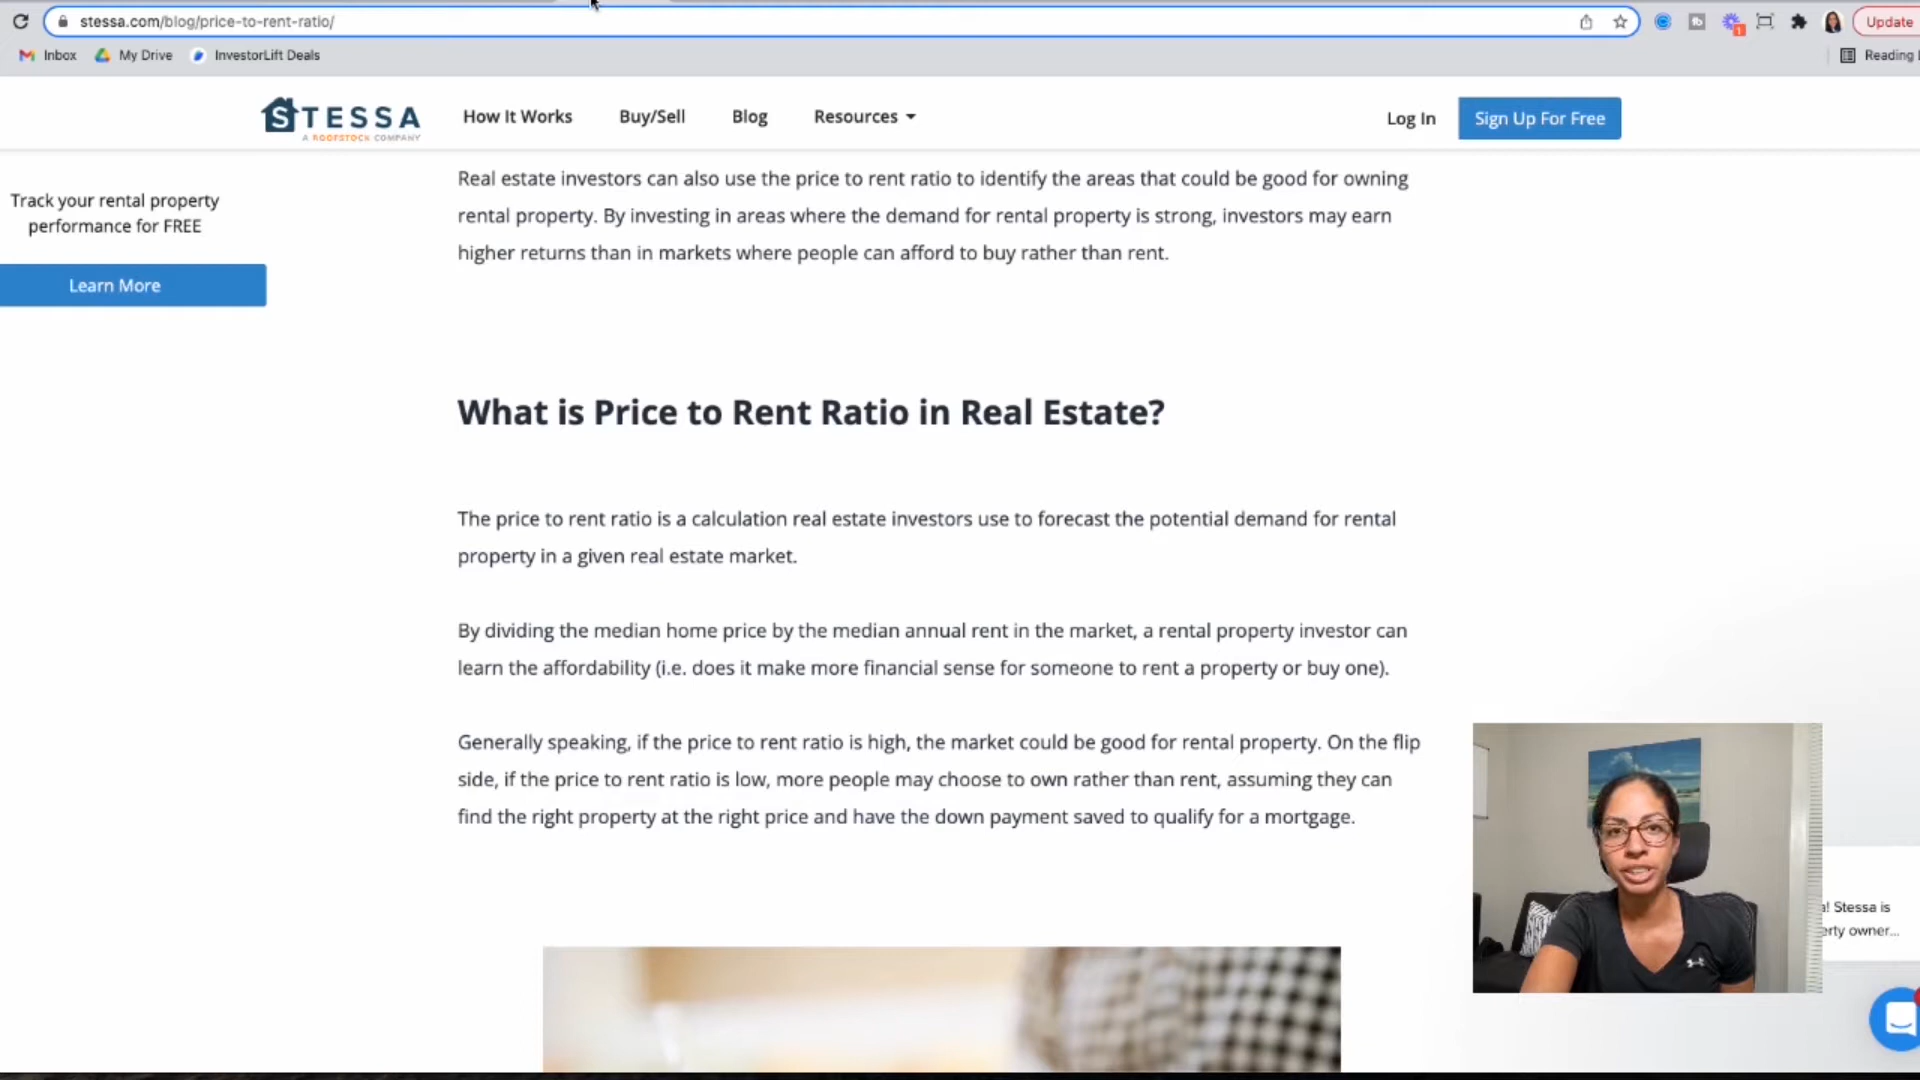 stessa.com/blog/price-to-rent-ratio/
Update
Inbox
My Drive
InvestorLift Deals
Reading
STESSA
A ROOFSTOCK COMPANY
How It Works
Buy/Sell
Blog
Resources
Log In
Sign Up For Free
Track your rental property
performance for FREE
Learn More
Real estate investors can also use the price to rent ratio to identify the areas that could be good for owning
rental property. By investing in areas where the demand for rental property is strong, investors may earn
higher returns than in markets where people can afford to buy rather than rent.
What is Price to Rent Ratio in Real Estate?
The price to rent ratio is a calculation real estate investors use to forecast the potential demand for rental
property in a given real estate market.
By dividing the median home price by the median annual rent in the market, a rental property investor can
learn the affordability (i.e. does it make more financial sense for someone to rent a property or buy one).
Generally speaking, if the price to rent ratio is high, the market could be good for rental property. On the flip
side, if the price to rent ratio is low, more people may choose to own rather than rent, assuming they can
find the right property at the right price and have the down payment saved to qualify for a mortgage.
! Stessa is
erty owner...